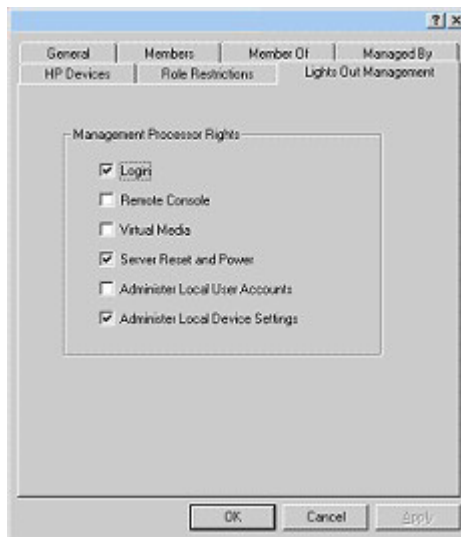 General Members Member Of Managed By
HP Devices Role Restrictions Lights Out Management
Management Processor Rights
Login
Remote Console
Virtual Media
Server Reset and Power
Administer Local User Accounts
Administer Local Device Settings
OK Cancel Apply